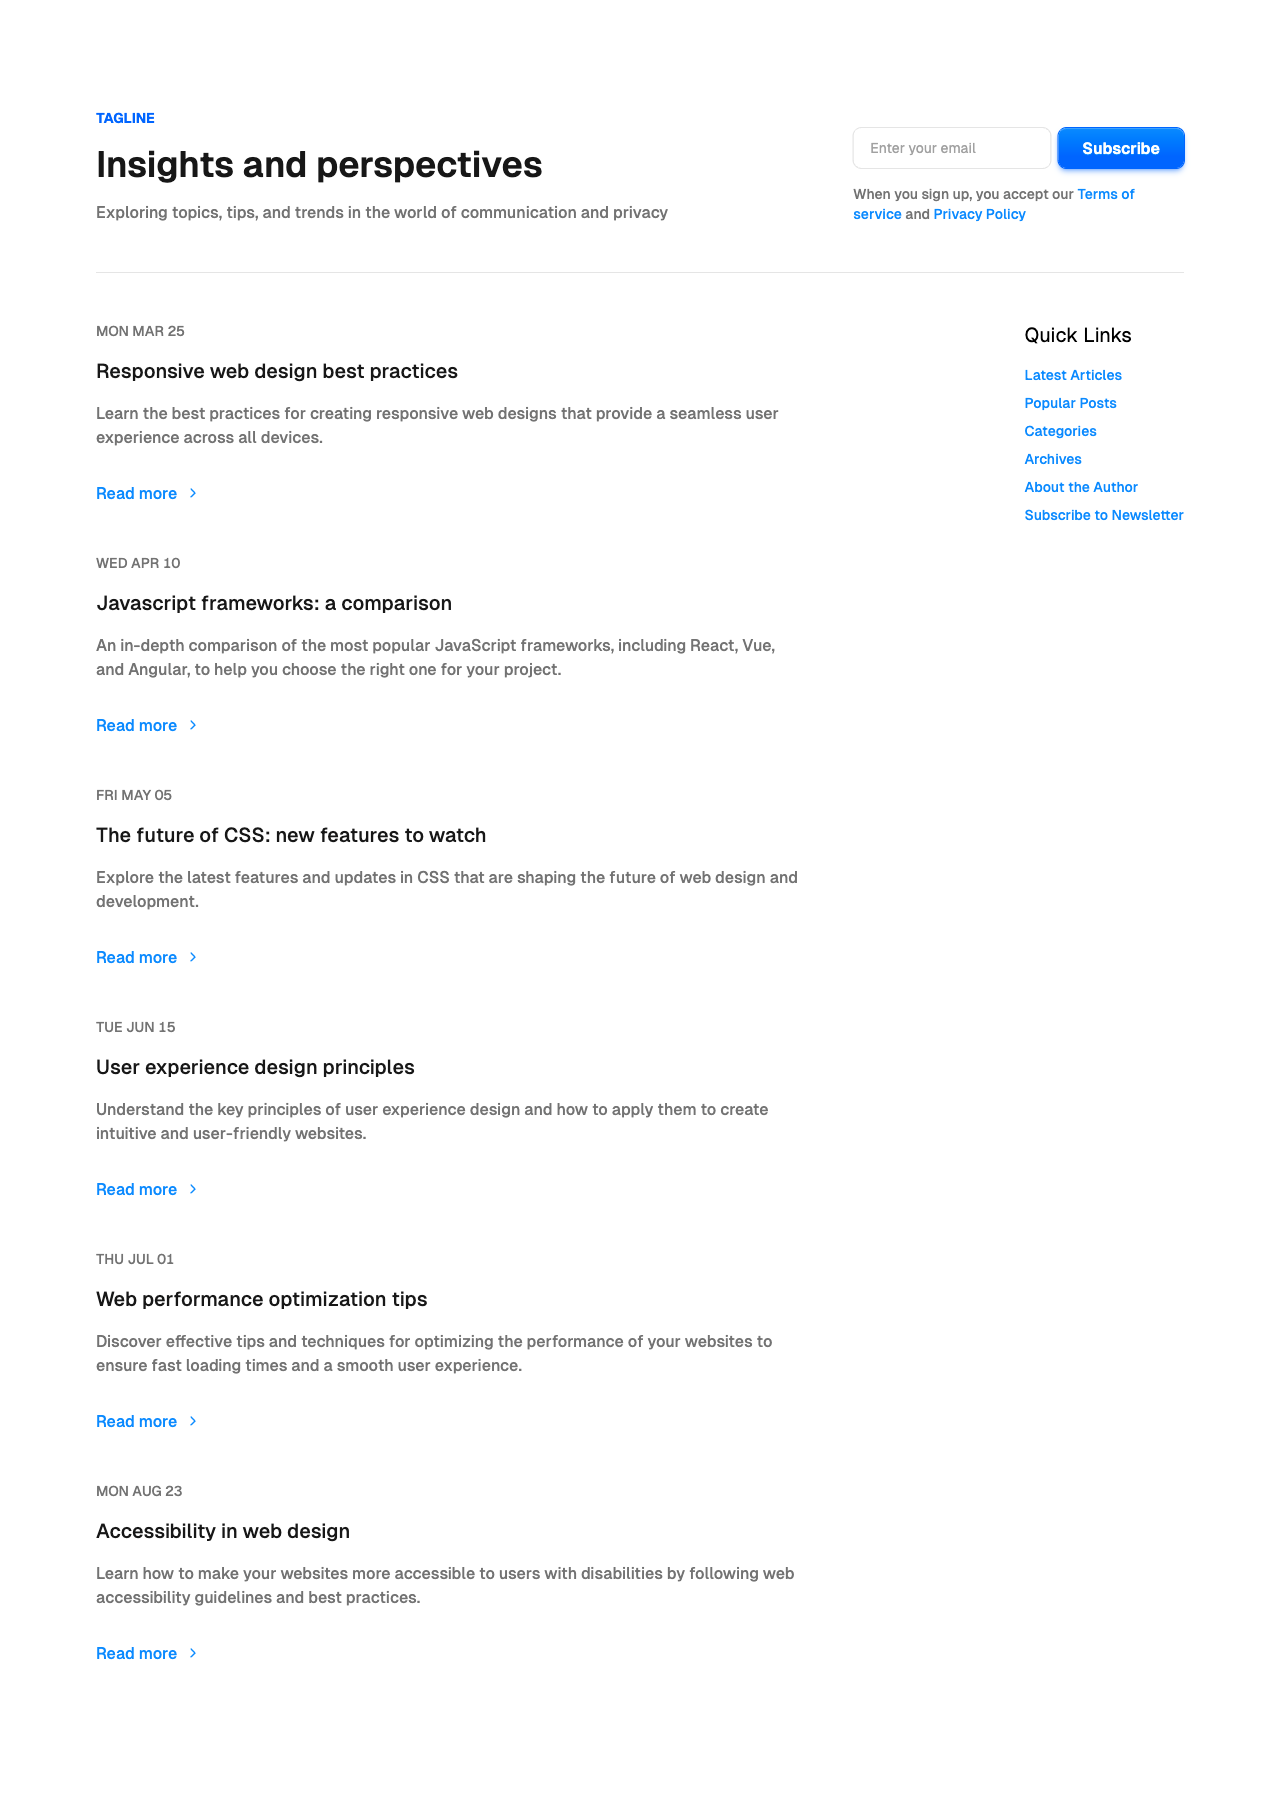 TAGLINE
Insights and perspectives
Exploring topics, tips, and trends in the world of communication and privacy
Enter your email
Subscribe
When you sign up, you accept our Terms of
service and Privacy Policy
MON MAR 25
Responsive web design best practices
Learn the best practices for creating responsive web designs that provide a seamless user
experience across all devices.
Read more
WED APR 10
Javascript frameworks: a comparison
An in-depth comparison of the most popular JavaScript frameworks, including React, Vue,
and Angular, to help you choose the right one for your project.
Read more
FRI MAY 05
The future of CSS: new features to watch
Explore the latest features and updates in CSS that are shaping the future of web design and
development.
Read more
TUE JUN 15
User experience design principles
Understand the key principles of user experience design and how to apply them to create
intuitive and user-friendly websites.
Read more
THU JUL 01
Web performance optimization tips
Discover effective tips and techniques for optimizing the performance of your websites to
ensure fast loading times and a smooth user experience.
Read more
MON AUG 23
Accessibility in web design
Learn how to make your websites more accessible to users with disabilities by following web
accessibility guidelines and best practices.
Read more
Quick Links
Latest Articles
Popular Posts
Categories
Archives
About the Author
Subscribe to Newsletter